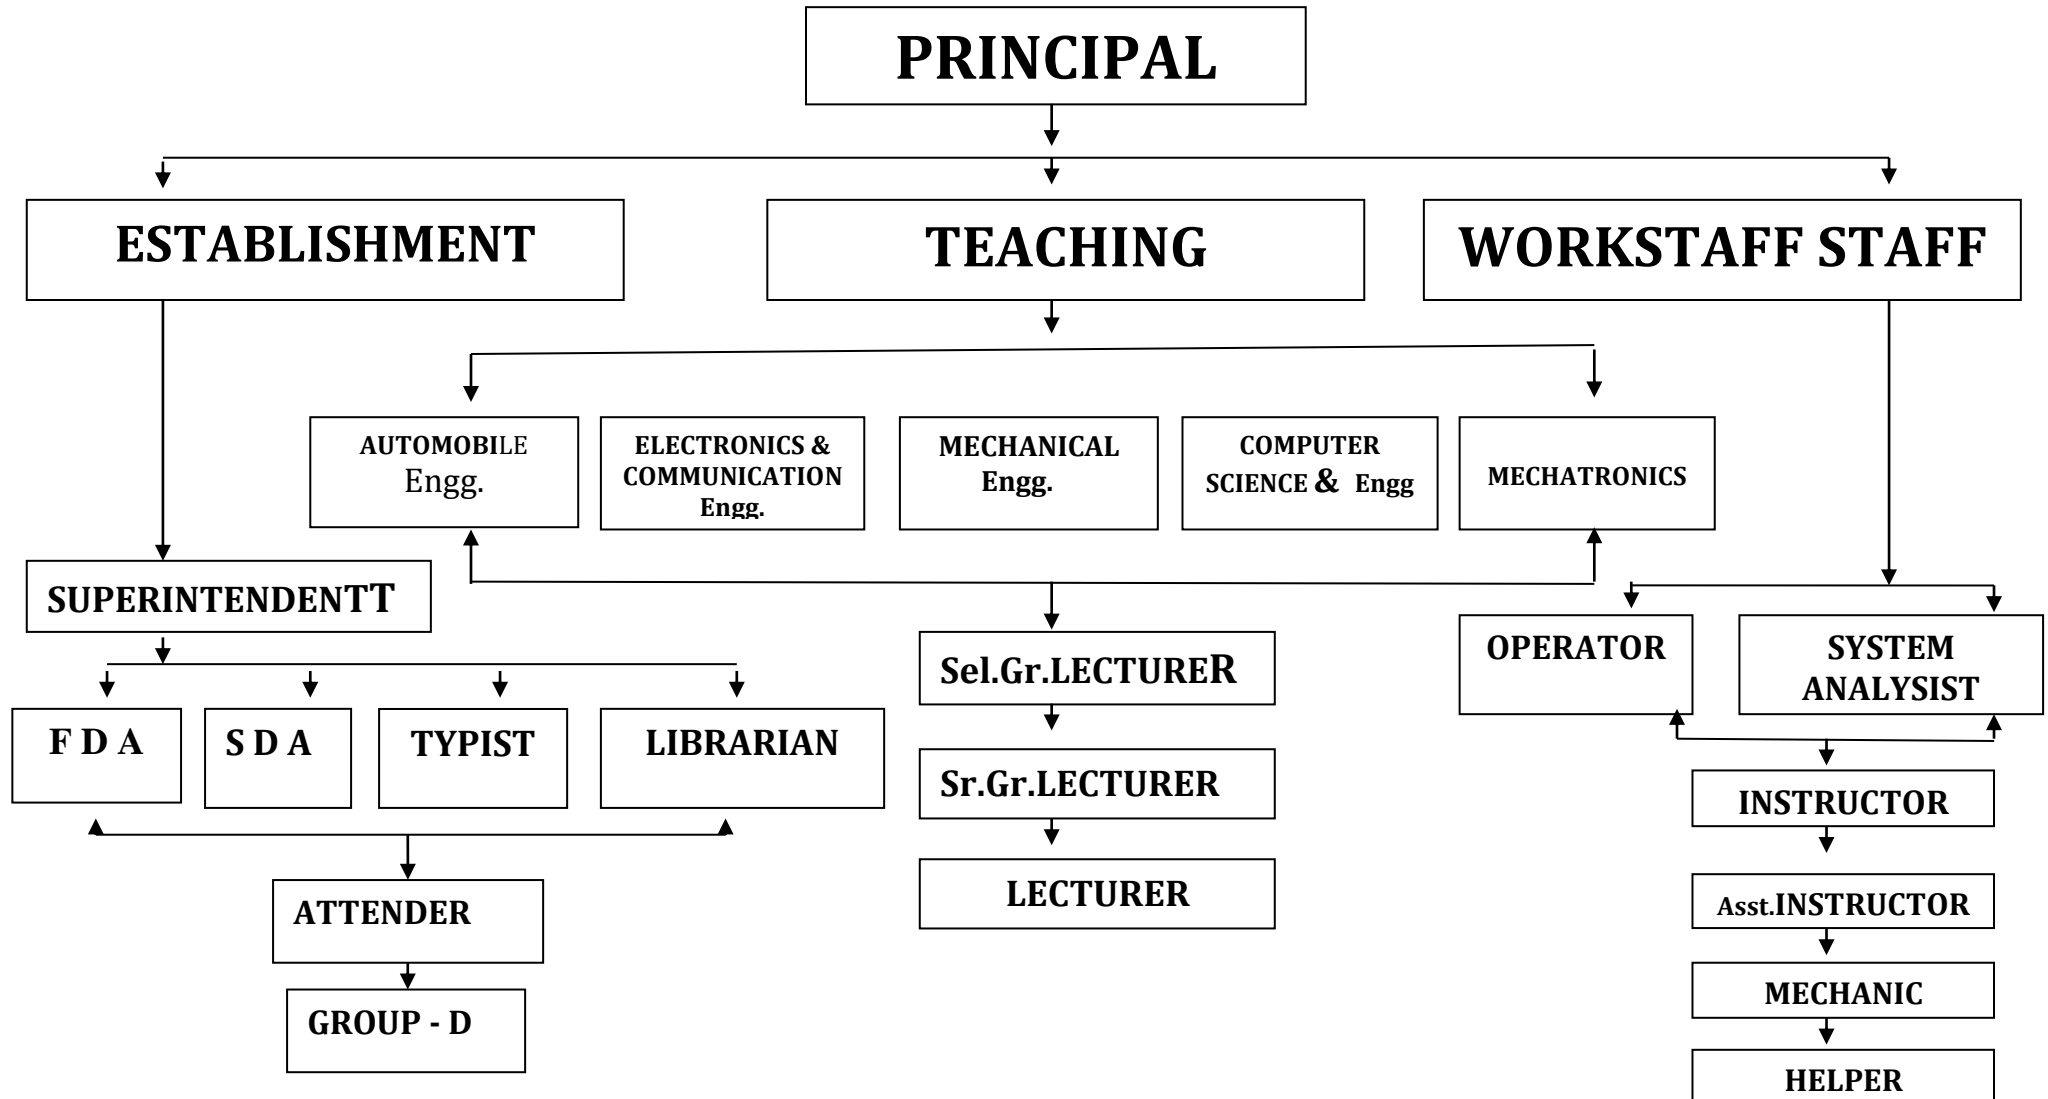 PRINCIPAL
ESTABLISHMENT
TEACHING
WORKSTAFF STAFF
AUTOMOBILE
Engg.
ELECTRONICS &
COMMUNICATION
Engg.
MECHANICAL
Engg.
COMPUTER
SCIENCE & Engg
MECHATRONICS
SUPERINTENDENTT
F D A
S D A
TYPIST
LIBRARIAN
ATTENDER
GROUP - D
Sel.Gr.LECTURER
Sr.Gr.LECTURER
LECTURER
OPERATOR
SYSTEM
ANALYSIST
INSTRUCTOR
Asst.INSTRUCTOR
MECHANIC
HELPER